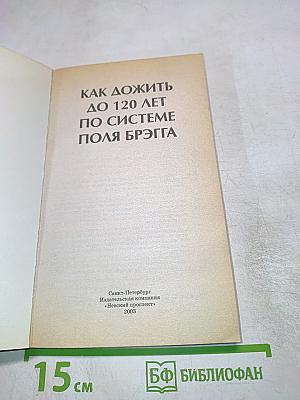 КАК ДОЖИТЬ
ДО 120 ЛЕТ
ПО СИСТЕМЕ
ПОЛЯ БРЭГГА
Санкт-Петербург
Издательская компания
«Невский проспект»
2003
15 см
БФ БИБЛИОФАН